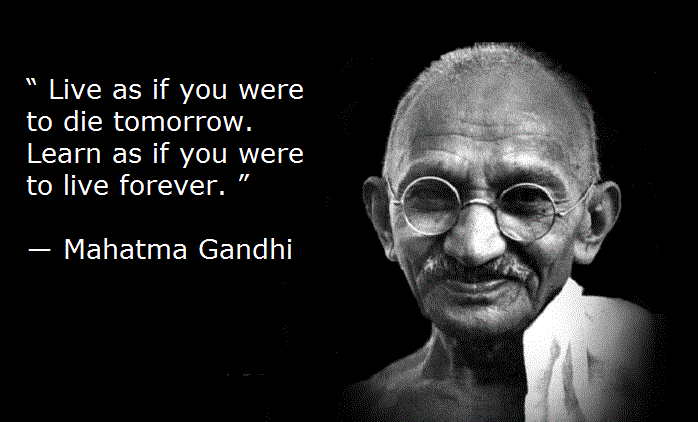 “ Live as if you were
to die tomorrow.
Learn as if you were
to live forever. ”
― Mahatma Gandhi